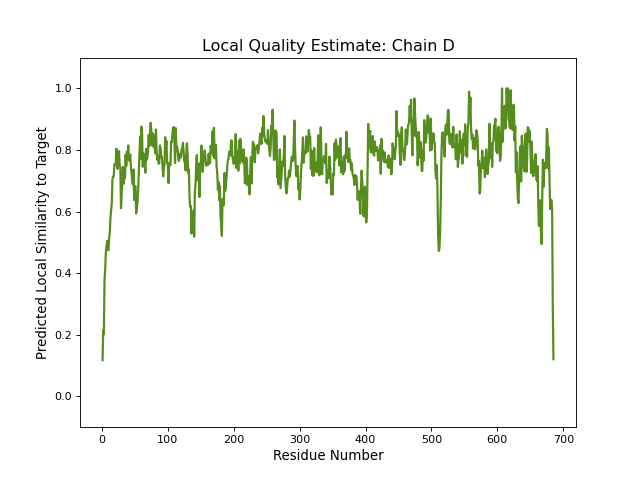 Local Quality Estimate: Chain D
Predicted Local Similarity to Target
1.0
0.8
0.6
0.4
0.2
0.0
0 100 200 300 400 500 600 700
Residue Number